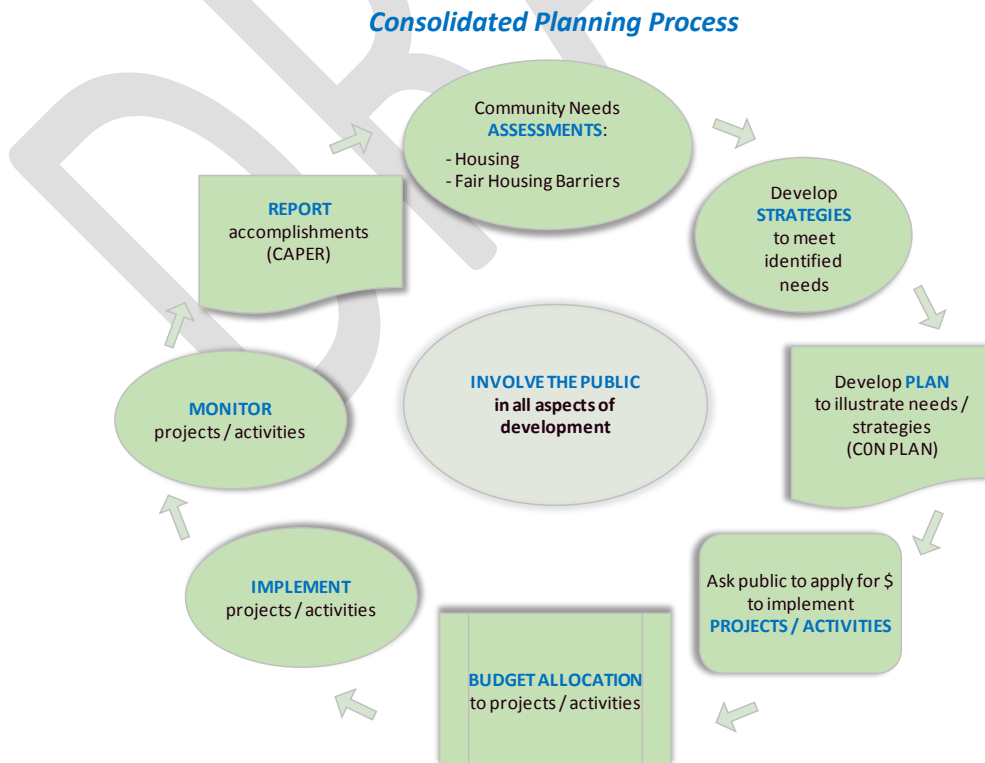 Consolidated Planning Process
Community Needs
ASSESSMENTS:
- Housing
- Fair Housing Barriers
Develop
STRATEGIES
to meet
identified
needs
Develop PLAN
to illustrate needs /
strategies
(C0N PLAN)
Ask public to apply for $
to implement
PROJECTS / ACTIVITIES
BUDGET ALLOCATION
to projects / activities
IMPLEMENT
projects / activities
MONITOR
projects / activities
REPORT
accomplishments
(CAPER)
INVOLVE THE PUBLIC
in all aspects of
development